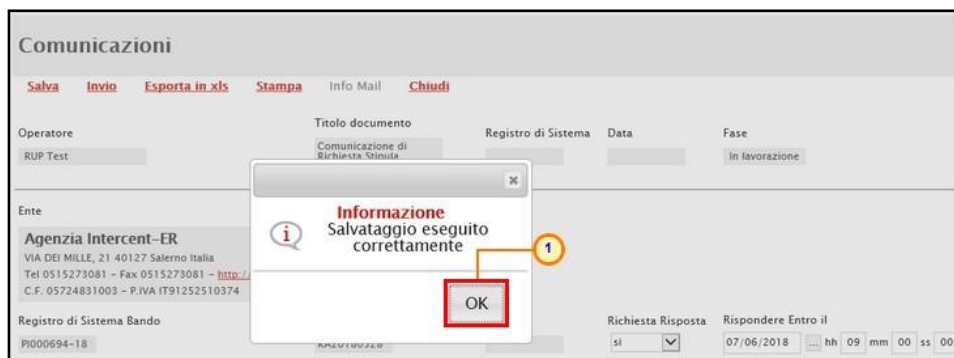 Comunicazioni
Salva Invio Esporta in xls Stampa Info Mail Chiudi
Operatore Titolo documento Registro di Sistema Data Fase
RUP Test Comunicazione di Richiesta Stipula In lavorazione
Informazione
Salvataggio eseguito
correttamente
1
OK
Ente
Agenzia Intercent-ER
VIA DEI MILLE, 21 40127 Salerno Italia
Tel 0515273081 - Fax 0515273081 - http:/
C.F. 05724831003 - P.IVA IT91252510374
Registro di Sistema Bando Richiesta Risposta Rispondere Entro il
PI000694-18 si 07/06/2018 ... hh 09 mm 00 ss 00